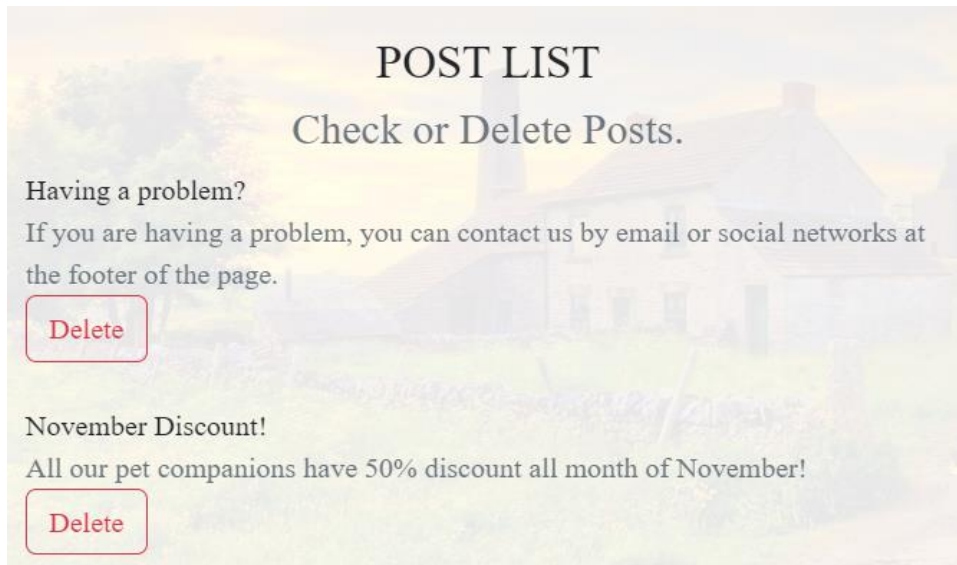 POST LIST
Check or Delete Posts.
Having a problem?
If you are having a problem, you can contact us by email or social networks at
the footer of the page.
Delete
November Discount!
All our pet companions have 50% discount all month of November!
Delete